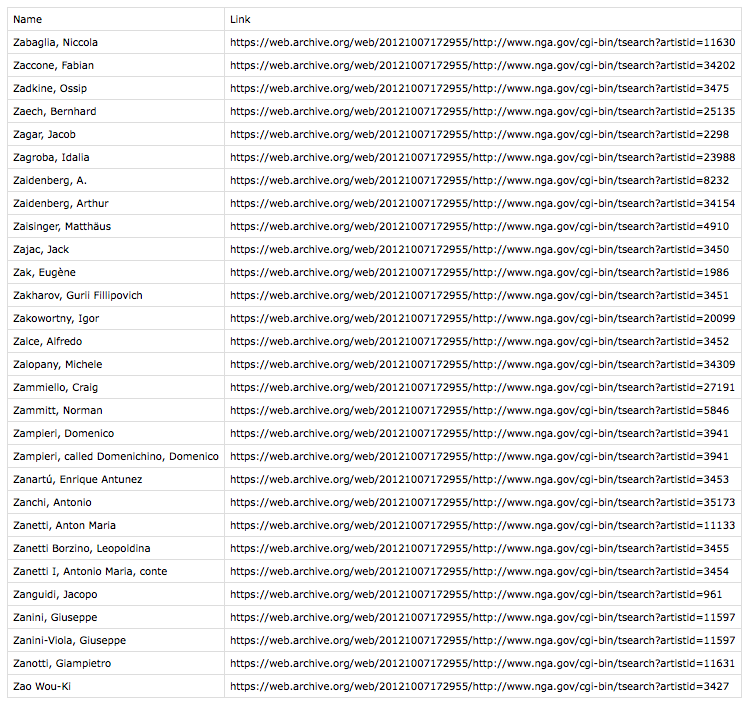 Name Link
Zabaglia, Niccola https://web.archive.org/web/20121007172955/http://www.nga.gov/cgi-bin/tsearch?artistid=11630
Zaccone, Fabian https://web.archive.org/web/20121007172955/http://www.nga.gov/cgi-bin/tsearch?artistid=34202
Zadkine, Ossip https://web.archive.org/web/20121007172955/http://www.nga.gov/cgi-bin/tsearch?artistid=3475
Zaech, Bernhard https://web.archive.org/web/20121007172955/http://www.nga.gov/cgi-bin/tsearch?artistid=25135
Zagar, Jacob https://web.archive.org/web/20121007172955/http://www.nga.gov/cgi-bin/tsearch?artistid=2298
Zagroba, Idalia https://web.archive.org/web/20121007172955/http://www.nga.gov/cgi-bin/tsearch?artistid=23988
Zaidenberg, A. https://web.archive.org/web/20121007172955/http://www.nga.gov/cgi-bin/tsearch?artistid=8232
Zaidenberg, Arthur https://web.archive.org/web/20121007172955/http://www.nga.gov/cgi-bin/tsearch?artistid=34154
Zaisinger, Matthäus https://web.archive.org/web/20121007172955/http://www.nga.gov/cgi-bin/tsearch?artistid=4910
Zajac, Jack https://web.archive.org/web/20121007172955/http://www.nga.gov/cgi-bin/tsearch?artistid=3450
Zak, Eugène https://web.archive.org/web/20121007172955/http://www.nga.gov/cgi-bin/tsearch?artistid=1986
Zakharov, Gurii Fillipovich https://web.archive.org/web/20121007172955/http://www.nga.gov/cgi-bin/tsearch?artistid=3451
Zakowortny, Igor https://web.archive.org/web/20121007172955/http://www.nga.gov/cgi-bin/tsearch?artistid=20099
Zalce, Alfredo https://web.archive.org/web/20121007172955/http://www.nga.gov/cgi-bin/tsearch?artistid=3452
Zalopany, Michele https://web.archive.org/web/20121007172955/http://www.nga.gov/cgi-bin/tsearch?artistid=34309
Zammiello, Craig https://web.archive.org/web/20121007172955/http://www.nga.gov/cgi-bin/tsearch?artistid=27191
Zammitt, Norman https://web.archive.org/web/20121007172955/http://www.nga.gov/cgi-bin/tsearch?artistid=5846
Zampieri, Domenico https://web.archive.org/web/20121007172955/http://www.nga.gov/cgi-bin/tsearch?artistid=3941
Zampieri, called Domenichino, Domenico https://web.archive.org/web/20121007172955/http://www.nga.gov/cgi-bin/tsearch?artistid=3941
Zanartú, Enrique Antunez https://web.archive.org/web/20121007172955/http://www.nga.gov/cgi-bin/tsearch?artistid=3453
Zanchi, Antonio https://web.archive.org/web/20121007172955/http://www.nga.gov/cgi-bin/tsearch?artistid=35173
Zanetti, Anton Maria https://web.archive.org/web/20121007172955/http://www.nga.gov/cgi-bin/tsearch?artistid=11133
Zanetti Borzino, Leopoldina https://web.archive.org/web/20121007172955/http://www.nga.gov/cgi-bin/tsearch?artistid=3455
Zanetti I, Antonio Maria, conte https://web.archive.org/web/20121007172955/http://www.nga.gov/cgi-bin/tsearch?artistid=3454
Zanguidi, Jacopo https://web.archive.org/web/20121007172955/http://www.nga.gov/cgi-bin/tsearch?artistid=961
Zanini, Giuseppe https://web.archive.org/web/20121007172955/http://www.nga.gov/cgi-bin/tsearch?artistid=11597
Zanini-Viola, Giuseppe https://web.archive.org/web/20121007172955/http://www.nga.gov/cgi-bin/tsearch?artistid=11597
Zanotti, Giampietro https://web.archive.org/web/20121007172955/http://www.nga.gov/cgi-bin/tsearch?artistid=11631
Zao Wou-Ki https://web.archive.org/web/20121007172955/http://www.nga.gov/cgi-bin/tsearch?artistid=3427